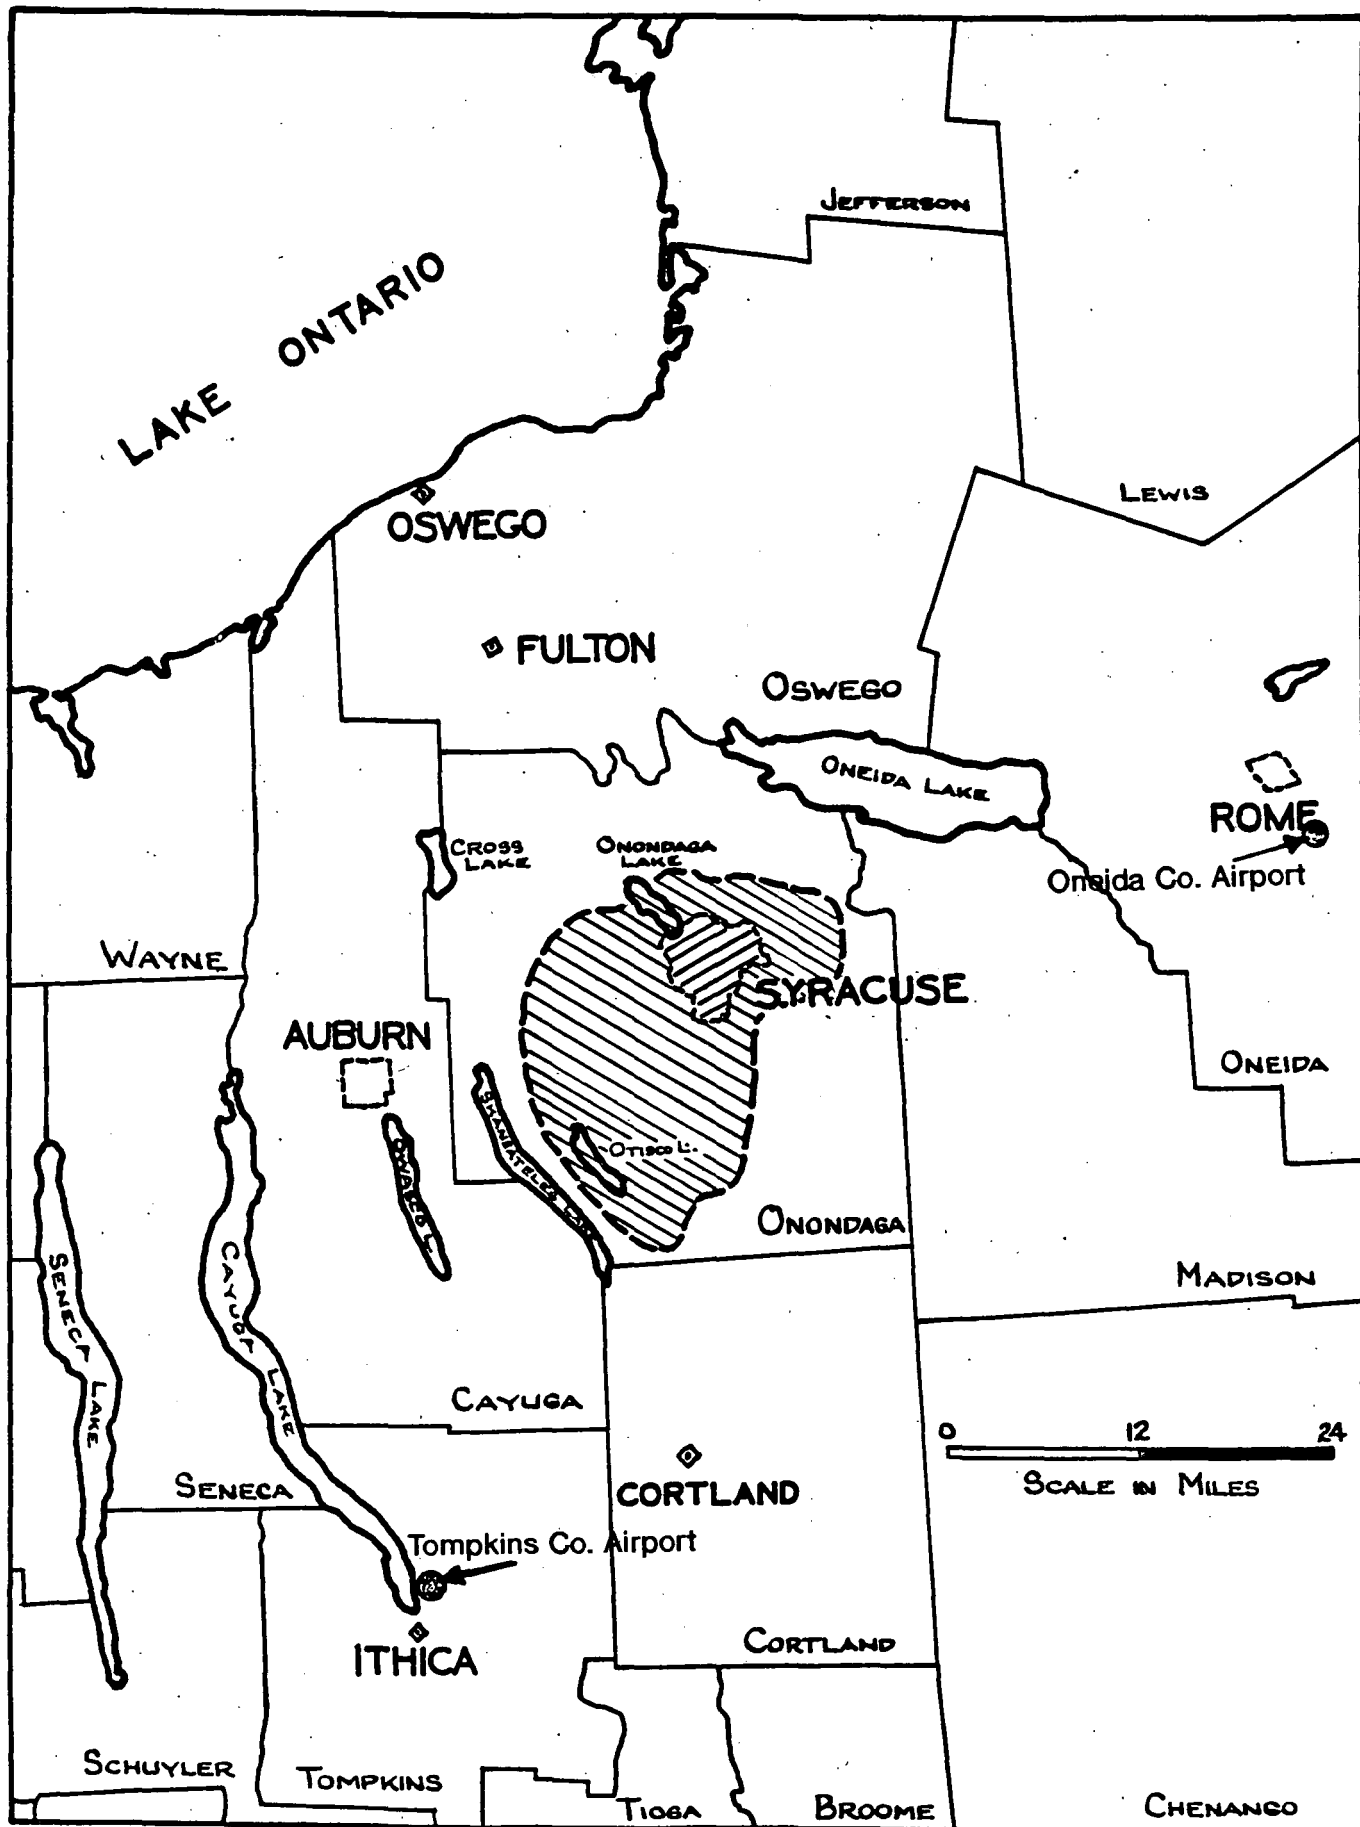 JEFFERSON
LAKE ONTARIO
LEWIS
OSWEGO
FULTON
OSWEGO
ONEIDA LAKE
ROME
CROSS
LAKE
ONONDAGA
LAKE
Oneida Co. Airport
WAYNE
SYRACUSE
AUBURN
ONEIDA
SKANEATELES LAKE
OTISCO L.
OWASCO L.
ONONDAGA
SENECA LAKE
CAYUGA LAKE
MADISON
CAYUGA
0 12 24
SCALE IN MILES
SENECA
CORTLAND
Tompkins Co. Airport
CORTLAND
ITHICA
SCHUYLER
TOMPKINS
TIOGA
BROOME
CHENANGO